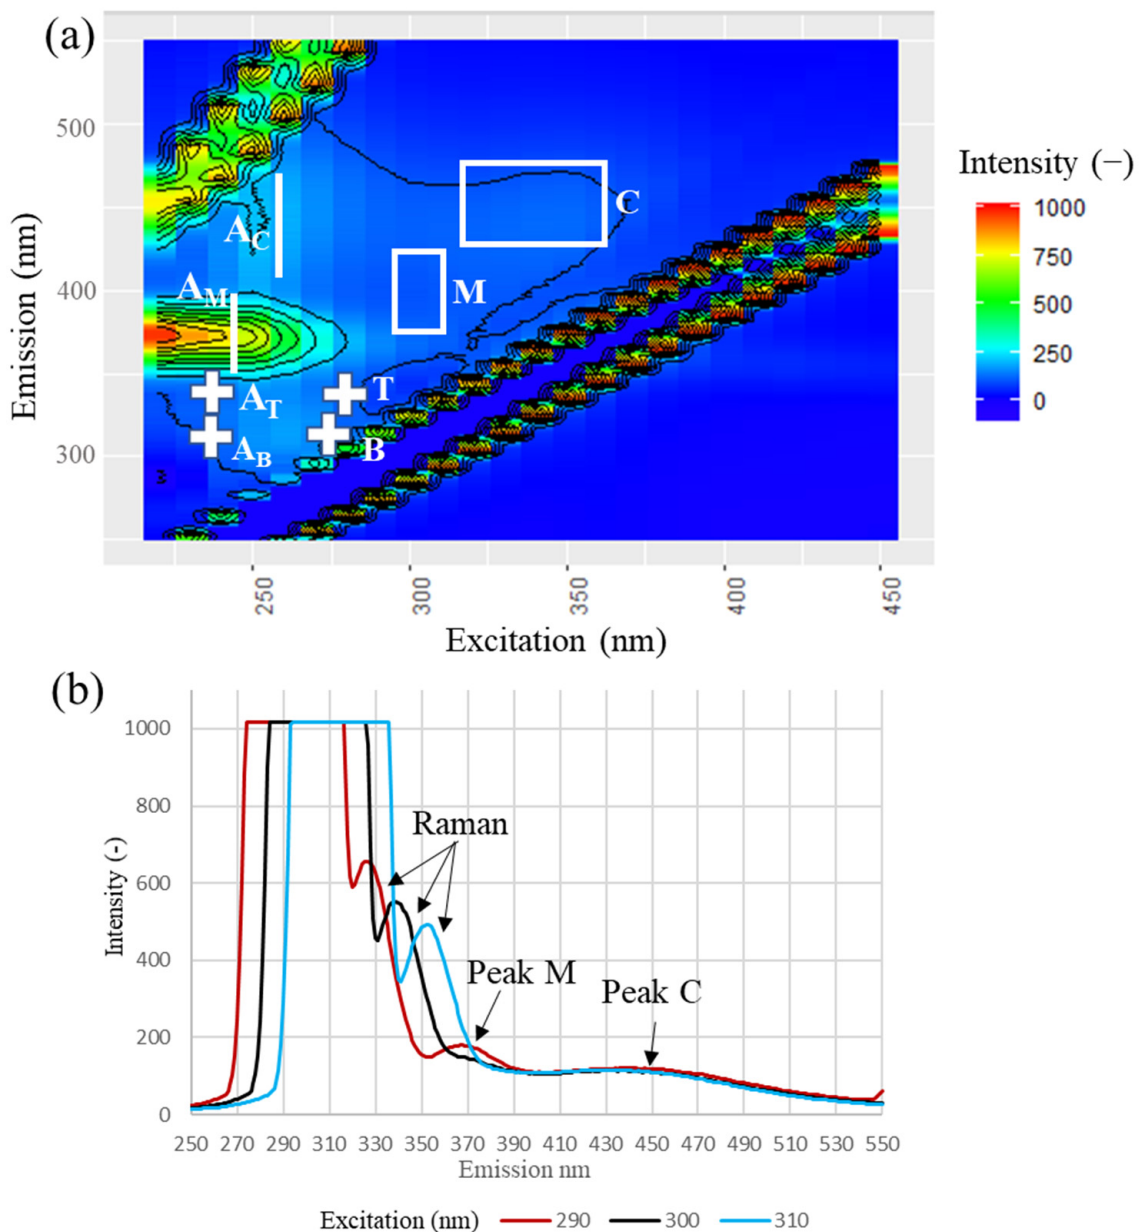 (a)
Emission (nm)
500
400
300
A_C
A_M
A_T
A_B
T
B
C
M
250
300
350
400
450
Excitation (nm)
Intensity (−)
1000
750
500
250
0
(b)
Intensity (-)
1000
800
600
400
200
0
Raman
Peak M
Peak C
250 270 290 310 330 350 370 390 410 430 450 470 490 510 530 550
Emission nm
Excitation (nm) 290 300 310